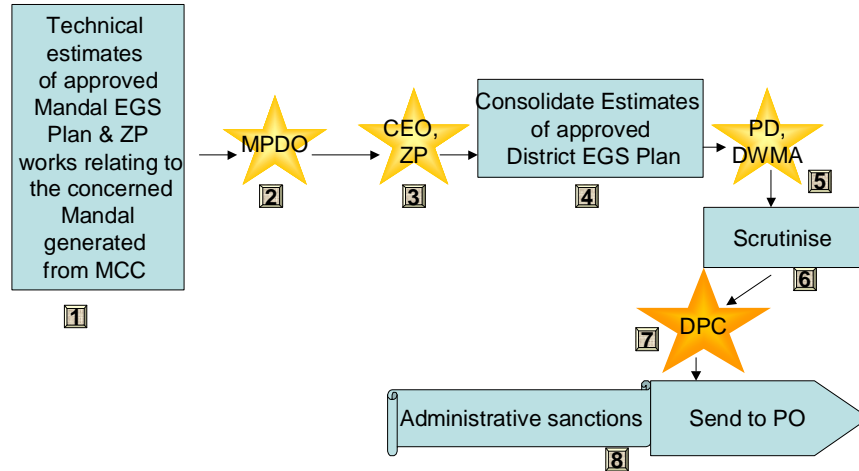 Technical
estimates
of approved
Mandal EGS
Plan & ZP
works relating to
the concerned
Mandal
generated
from MCC
1
MPDO
2
CEO,
ZP
3
Consolidate Estimates
of approved
District EGS Plan
4
PD,
DWMA
5
Scrutinise
6
DPC
7
Administrative sanctions
8
Send to PO